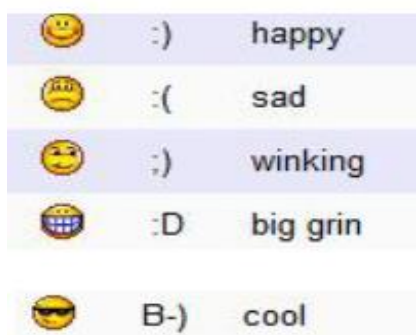 :) happy
:( sad
;) winking
:D big grin
B-) cool